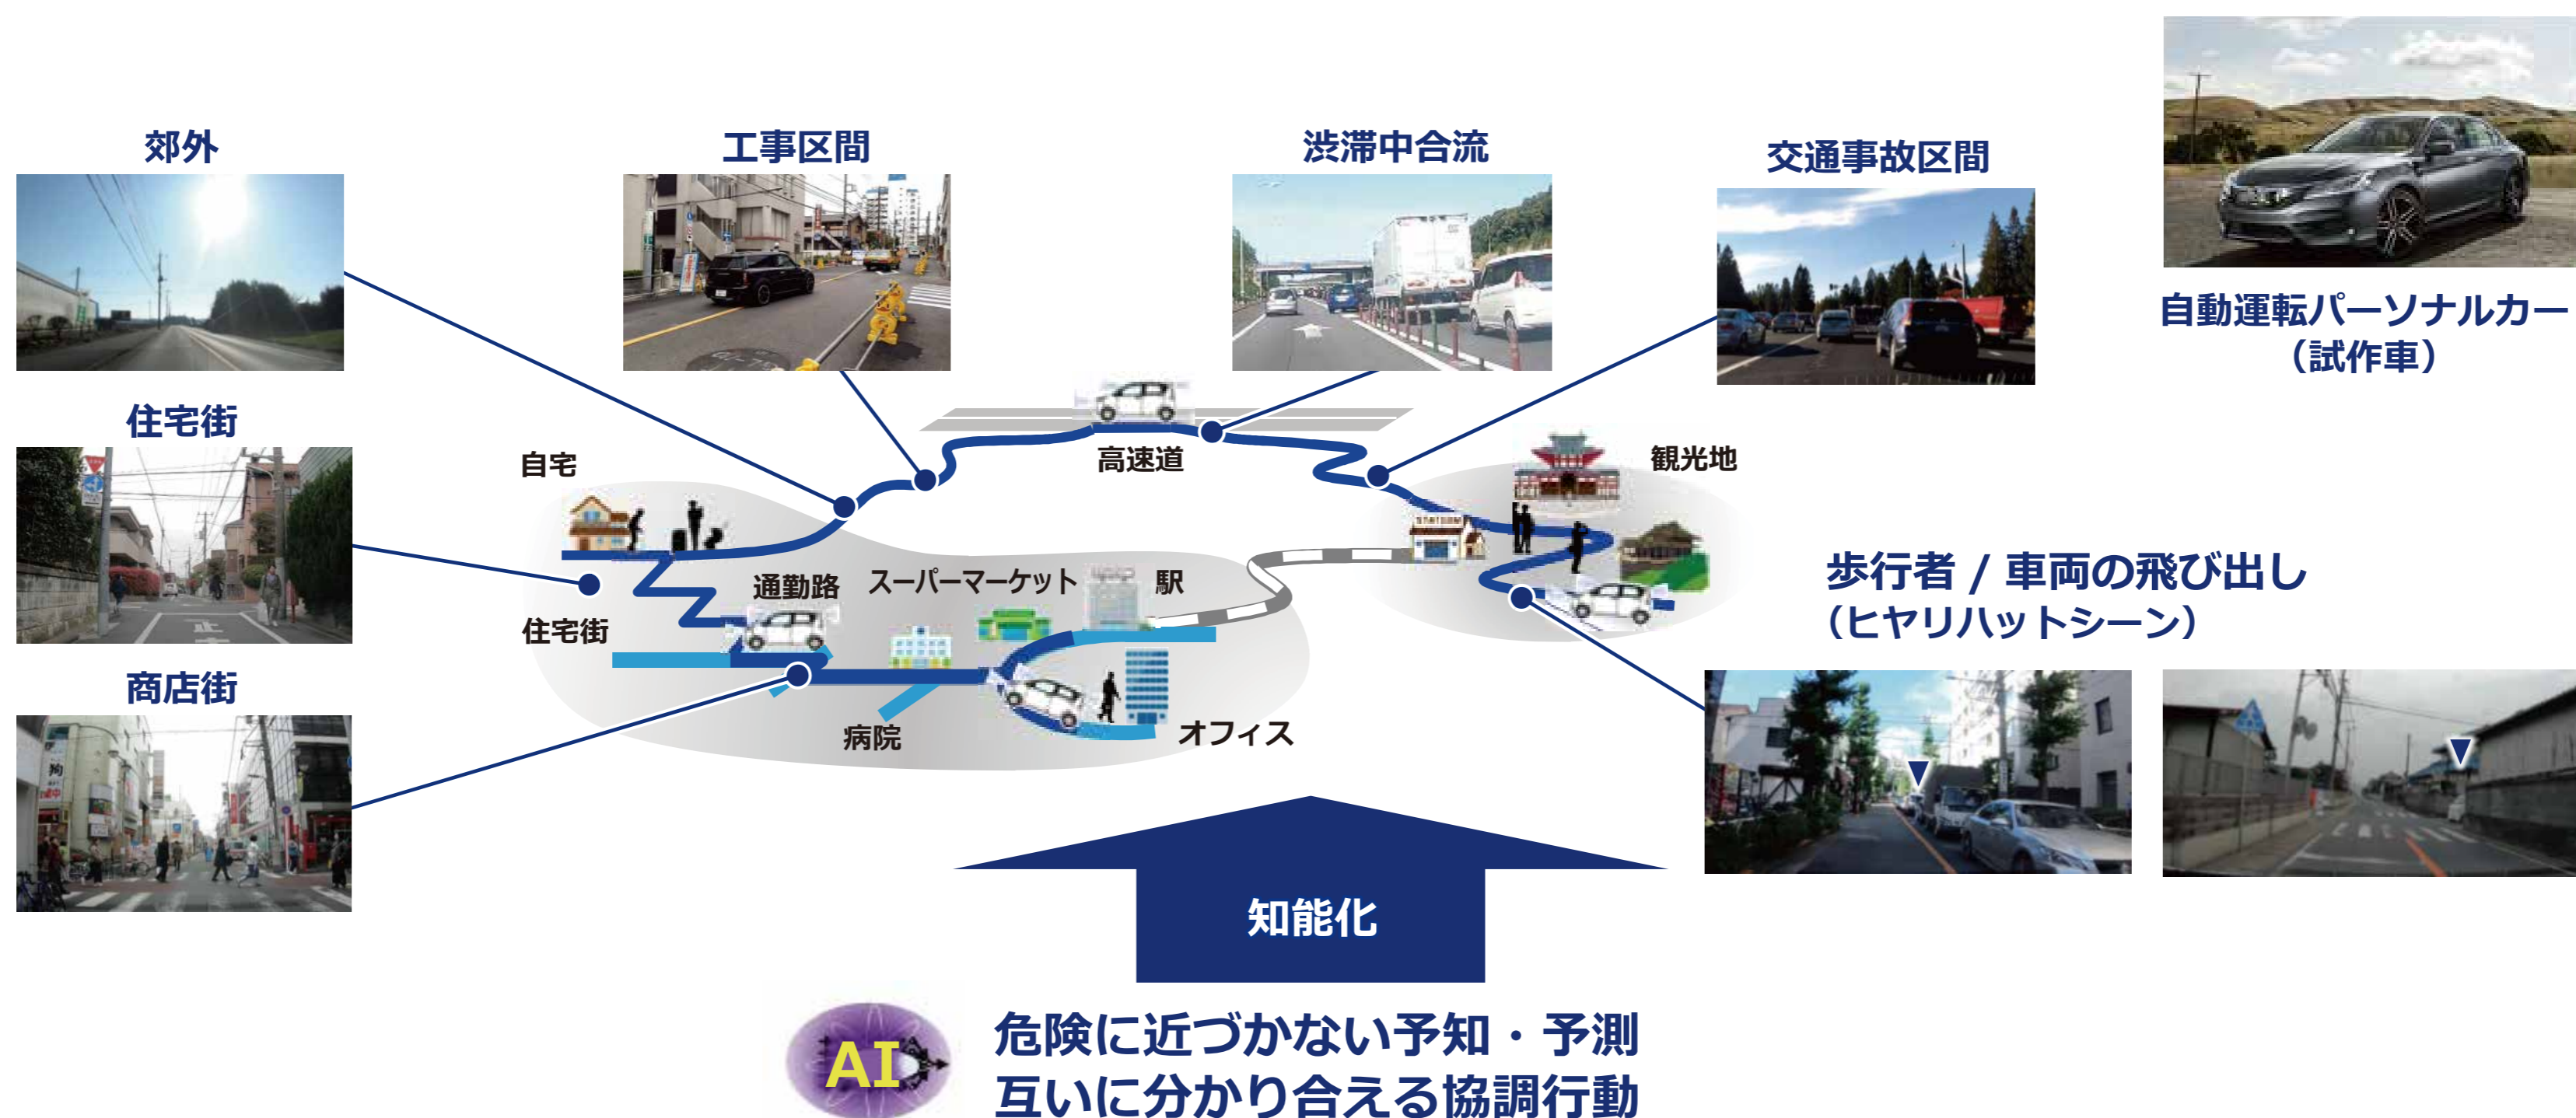 郊外
工事区間
渋滞中合流
交通事故区間
自動運転パーソナルカー
（試作車）
住宅街
自宅
高速道
観光地
STATION
通勤路
スーパーマーケット
駅
住宅街
歩行者 / 車両の飛び出し
（ヒヤリハットシーン）
商店街
病院
オフィス
止
知能化
AI
危険に近づかない予知・予測
互いに分かり合える協調行動